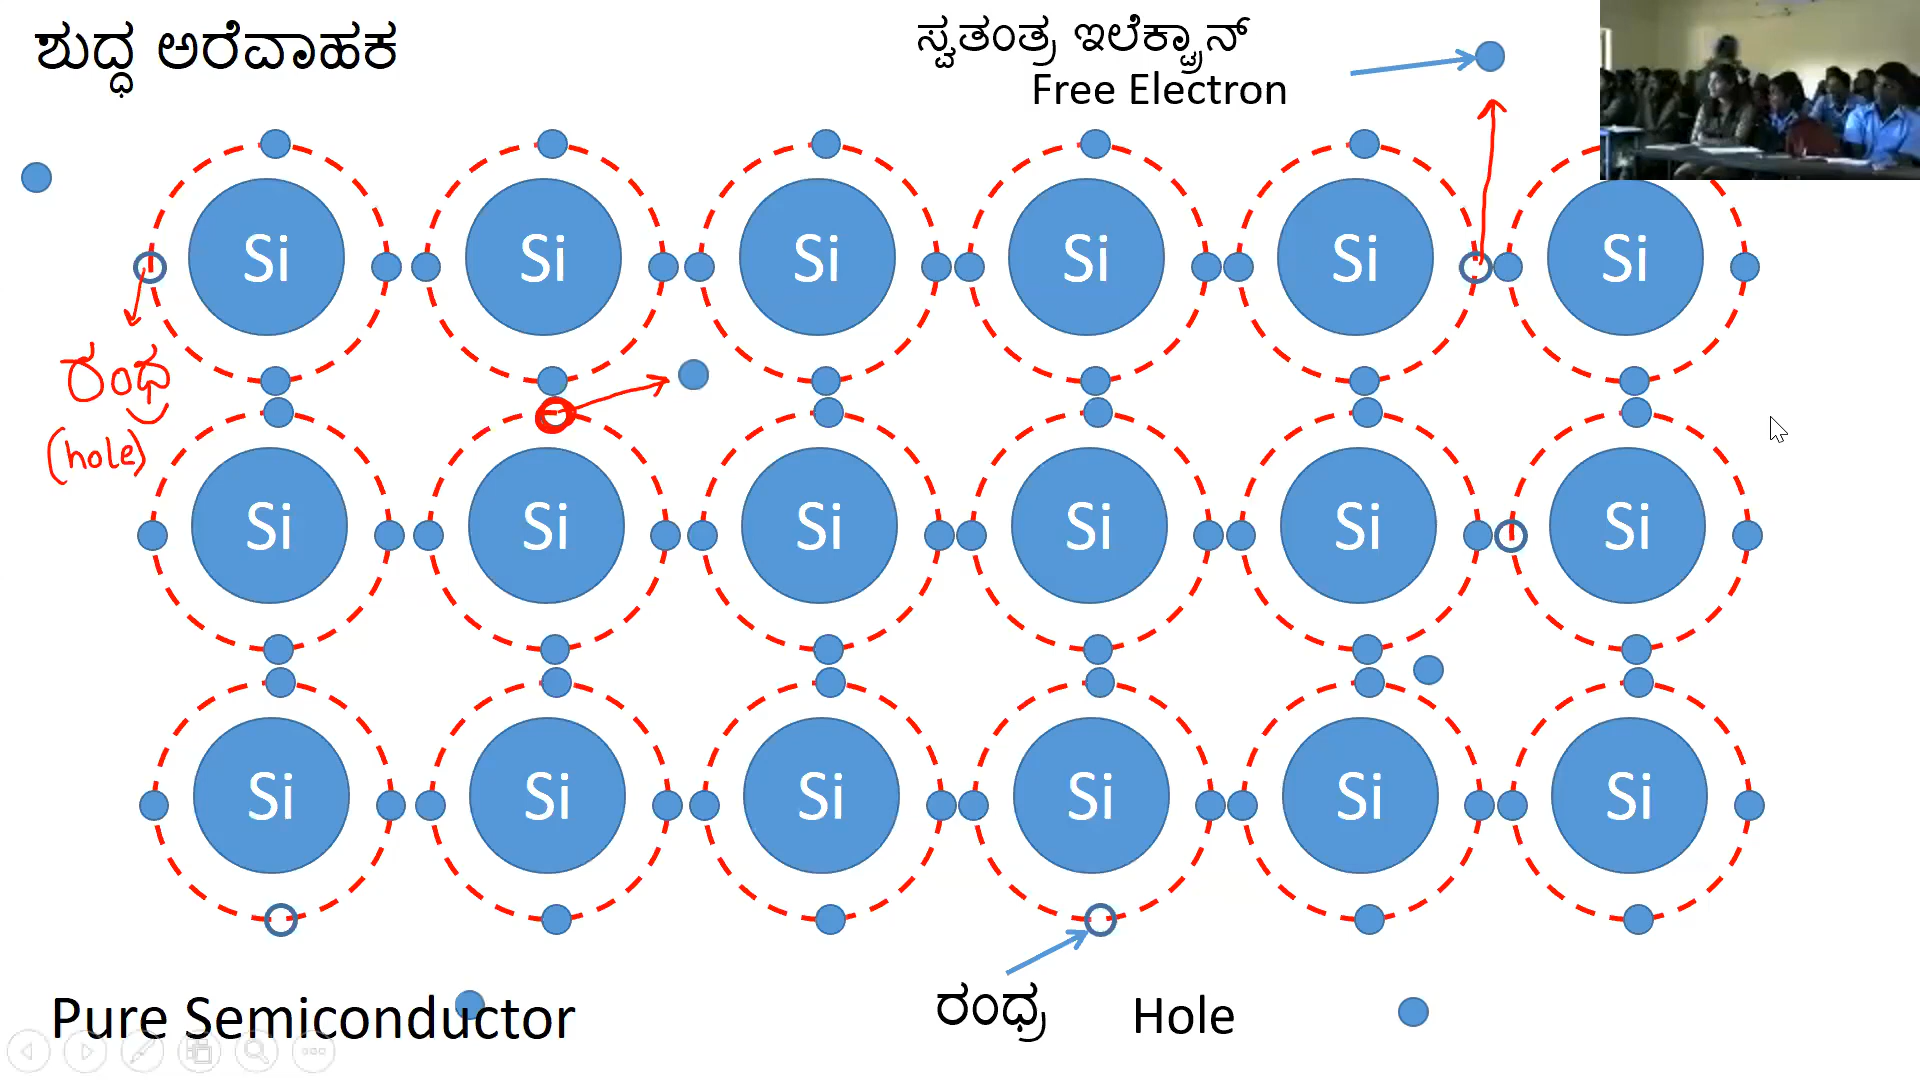 ಶುದ್ಧ ಅರೆವಾಹಕ
ಸ್ವತಂತ್ರ ಇಲೆಕ್ಟ್ರಾನ್
Free Electron
Si Si Si Si Si Si
ರಂಧ್ರ
(hole)
Si Si Si Si Si Si
Si Si Si Si Si Si
Pure Semiconductor
ರಂಧ್ರ Hole